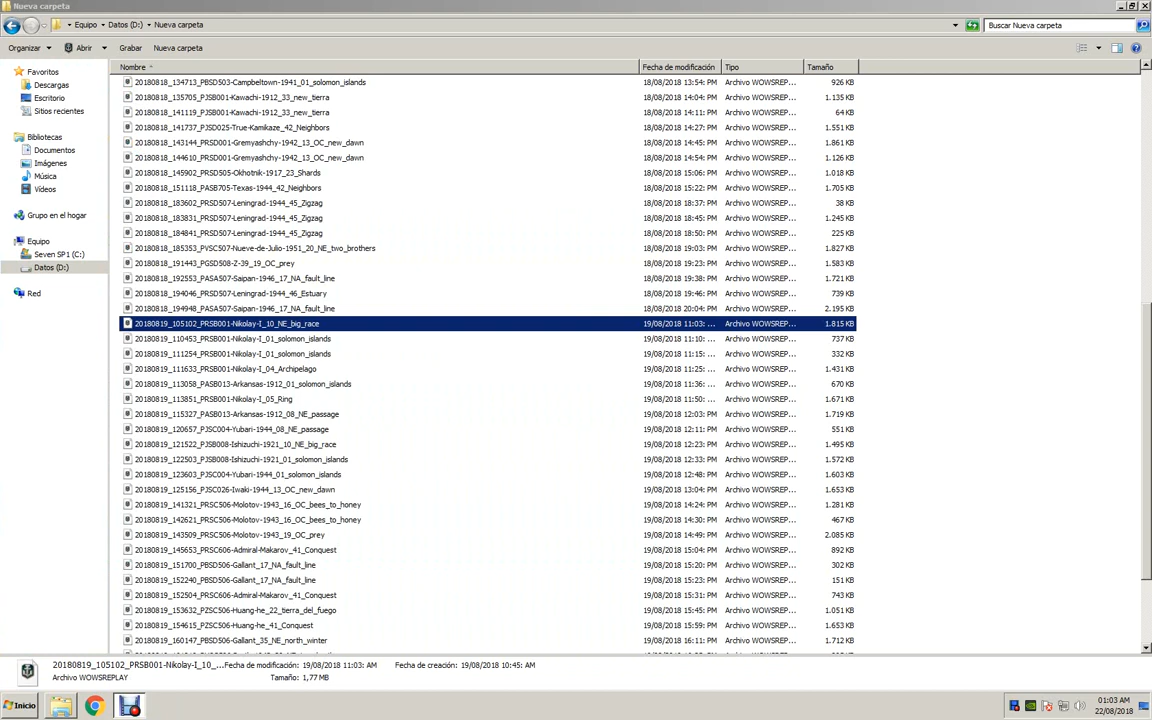 Nueva carpeta
Equipo ▸ Datos (D:) ▸ Nueva carpeta
Buscar Nueva carpeta
Organizar Abrir Grabar Nueva carpeta
Favoritos
Descargas
Escritorio
Sitios recientes
Bibliotecas
Documentos
Imágenes
Música
Vídeos
Grupo en el hogar
Equipo
Seven SP1 (C:)
Datos (D:)
Red
Nombre Fecha de modificación Tipo Tamaño
20180818_134713_PBSD503-Campbeltown-1941_01_solomon_islands 18/08/2018 13:54: PM Archivo WOWSREP... 926 KB
20180818_135705_PJSB001-Kawachi-1912_33_new_tierra 18/08/2018 14:04: PM Archivo WOWSREP... 1.135 KB
20180818_141119_PJSB001-Kawachi-1912_33_new_tierra 18/08/2018 14:11: PM Archivo WOWSREP... 64 KB
20180818_141737_PJSD025-True-Kamikaze_42_Neighbors 18/08/2018 14:27: PM Archivo WOWSREP... 1.551 KB
20180818_143144_PRSD001-Gremyashchy-1942_13_OC_new_dawn 18/08/2018 14:45: PM Archivo WOWSREP... 1.861 KB
20180818_144610_PRSD001-Gremyashchy-1942_13_OC_new_dawn 18/08/2018 14:54: PM Archivo WOWSREP... 1.126 KB
20180818_145902_PRSD505-Okhotnik-1917_23_Shards 18/08/2018 15:06: PM Archivo WOWSREP... 1.018 KB
20180818_151118_PASB705-Texas-1944_42_Neighbors 18/08/2018 15:22: PM Archivo WOWSREP... 1.705 KB
20180818_183602_PRSD507-Leningrad-1944_45_Zigzag 18/08/2018 18:37: PM Archivo WOWSREP... 38 KB
20180818_183831_PRSD507-Leningrad-1944_45_Zigzag 18/08/2018 18:45: PM Archivo WOWSREP... 1.245 KB
20180818_184841_PRSD507-Leningrad-1944_45_Zigzag 18/08/2018 18:50: PM Archivo WOWSREP... 225 KB
20180818_185353_PVSC507-Nueve-de-Julio-1951_20_NE_two_brothers 18/08/2018 19:03: PM Archivo WOWSREP... 1.827 KB
20180818_191443_PGSD508-Z-39_19_OC_prey 18/08/2018 19:23: PM Archivo WOWSREP... 1.583 KB
20180818_192553_PASA507-Saipan-1946_17_NA_fault_line 18/08/2018 19:38: PM Archivo WOWSREP... 1.721 KB
20180818_194046_PRSD507-Leningrad-1944_46_Estuary 18/08/2018 19:46: PM Archivo WOWSREP... 739 KB
20180818_194948_PASA507-Saipan-1946_17_NA_fault_line 18/08/2018 20:04: PM Archivo WOWSREP... 2.195 KB
20180819_105102_PRSB001-Nikolay-I_10_NE_big_race 19/08/2018 11:03: ... Archivo WOWSREP... 1.815 KB
20180819_110453_PRSB001-Nikolay-I_01_solomon_islands 19/08/2018 11:10: ... Archivo WOWSREP... 737 KB
20180819_111254_PRSB001-Nikolay-I_01_solomon_islands 19/08/2018 11:15: ... Archivo WOWSREP... 332 KB
20180819_111633_PRSB001-Nikolay-I_04_Archipelago 19/08/2018 11:25: ... Archivo WOWSREP... 1.431 KB
20180819_113058_PASB013-Arkansas-1912_01_solomon_islands 19/08/2018 11:36: ... Archivo WOWSREP... 670 KB
20180819_113851_PRSB001-Nikolay-I_05_Ring 19/08/2018 11:50: ... Archivo WOWSREP... 1.671 KB
20180819_115327_PASB013-Arkansas-1912_08_NE_passage 19/08/2018 12:03: PM Archivo WOWSREP... 1.719 KB
20180819_120657_PJSC004-Yubari-1944_08_NE_passage 19/08/2018 12:11: PM Archivo WOWSREP... 551 KB
20180819_121522_PJSB008-Ishizuchi-1921_10_NE_big_race 19/08/2018 12:23: PM Archivo WOWSREP... 1.495 KB
20180819_122503_PJSB008-Ishizuchi-1921_01_solomon_islands 19/08/2018 12:33: PM Archivo WOWSREP... 1.572 KB
20180819_123603_PJSC004-Yubari-1944_01_solomon_islands 19/08/2018 12:48: PM Archivo WOWSREP... 1.603 KB
20180819_125156_PJSC026-Iwaki-1944_13_OC_new_dawn 19/08/2018 13:04: PM Archivo WOWSREP... 1.653 KB
20180819_141321_PRSC506-Molotov-1943_16_OC_bees_to_honey 19/08/2018 14:24: PM Archivo WOWSREP... 1.281 KB
20180819_142621_PRSC506-Molotov-1943_16_OC_bees_to_honey 19/08/2018 14:30: PM Archivo WOWSREP... 467 KB
20180819_143509_PRSC506-Molotov-1943_19_OC_prey 19/08/2018 14:49: PM Archivo WOWSREP... 2.085 KB
20180819_145653_PRSC606-Admiral-Makarov_41_Conquest 19/08/2018 15:04: PM Archivo WOWSREP... 892 KB
20180819_151700_PBSD506-Gallant_17_NA_fault_line 19/08/2018 15:20: PM Archivo WOWSREP... 302 KB
20180819_152240_PBSD506-Gallant_17_NA_fault_line 19/08/2018 15:23: PM Archivo WOWSREP... 151 KB
20180819_152504_PRSC606-Admiral-Makarov_41_Conquest 19/08/2018 15:31: PM Archivo WOWSREP... 743 KB
20180819_153632_PZSC506-Huang-he_22_tierra_del_fuego 19/08/2018 15:45: PM Archivo WOWSREP... 1.051 KB
20180819_154615_PZSC506-Huang-he_41_Conquest 19/08/2018 15:59: PM Archivo WOWSREP... 1.653 KB
20180819_160147_PBSD506-Gallant_35_NE_north_winter 19/08/2018 16:11: PM Archivo WOWSREP... 1.712 KB
20180819_105102_PRSB001-Nikolay-I_10_... Fecha de modificación: 19/08/2018 11:03: AM Fecha de creación: 19/08/2018 10:45: AM
Archivo WOWSREPLAY Tamaño: 1,77 MB
Inicio
01:03 AM
22/08/2018